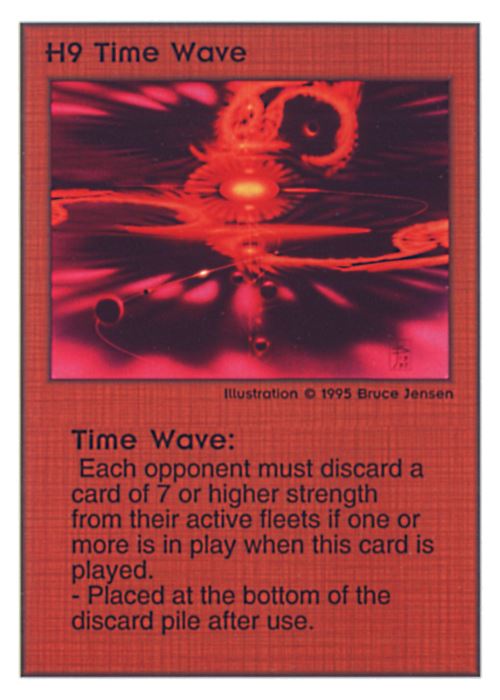 H9 Time Wave
Illustration © 1995 Bruce Jensen
Time Wave:
Each opponent must discard a
card of 7 or higher strength
from their active fleets if one or
more is in play when this card is
played.
- Placed at the bottom of the
discard pile after use.